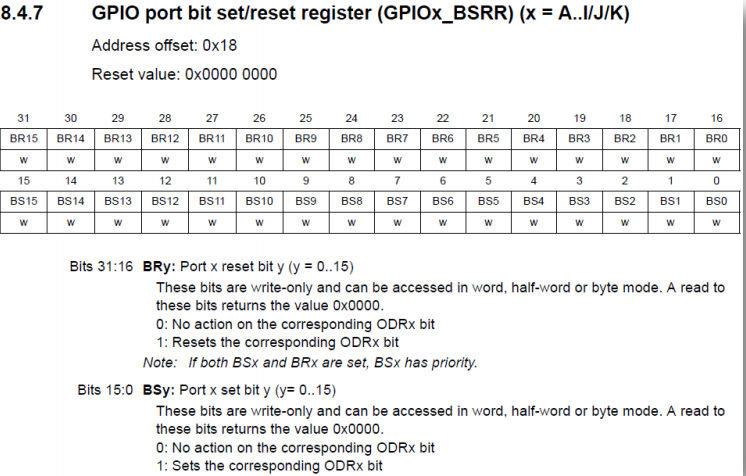 8.4.7 GPIO port bit set/reset register (GPIOx_BSRR) (x = A..I/J/K)
Address offset: 0x18
Reset value: 0x0000 0000
31 30 29 28 27 26 25 24 23 22 21 20 19 18 17 16
BR15 BR14 BR13 BR12 BR11 BR10 BR9 BR8 BR7 BR6 BR5 BR4 BR3 BR2 BR1 BR0
w w w w w w w w w w w w w w w w
15 14 13 12 11 10 9 8 7 6 5 4 3 2 1 0
BS15 BS14 BS13 BS12 BS11 BS10 BS9 BS8 BS7 BS6 BS5 BS4 BS3 BS2 BS1 BS0
w w w w w w w w w w w w w w w w
Bits 31:16 BRy: Port x reset bit y (y = 0..15)
These bits are write-only and can be accessed in word, half-word or byte mode. A read to
these bits returns the value 0x0000.
0: No action on the corresponding ODRx bit
1: Resets the corresponding ODRx bit
Note: If both BSx and BRx are set, BSx has priority.
Bits 15:0 BSy: Port x set bit y (y= 0..15)
These bits are write-only and can be accessed in word, half-word or byte mode. A read to
these bits returns the value 0x0000.
0: No action on the corresponding ODRx bit
1: Sets the corresponding ODRx bit